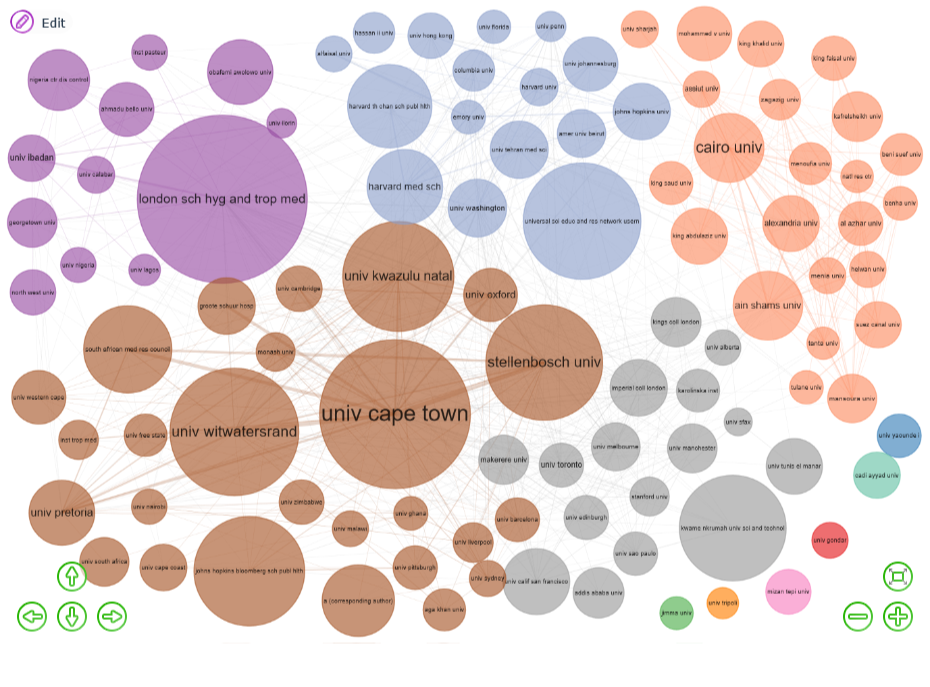 Edit
inst pasteur
nigeria ctr dis control
obafemi awolowo univ
ahmadu bello univ
univ ilorin
univ ibadan
univ calabar
london sch hyg and trop med
georgetown univ
univ nigeria
univ lagos
north west univ
hassan ii univ
univ hong kong
univ florida
univ penn
alfaisal univ
columbia univ
univ johannesburg
harvard univ
harvard th chan sch publ hlth
emory univ
johns hopkins univ
amer univ beirut
univ tehran med sci
harvard med sch
univ washington
univ sharjah
mohammed v univ
king khalid univ
king faisal univ
assiut univ
zagazig univ
kafrelsheikh univ
cairo univ
beni suef univ
menoufia univ
natl res ctr
king saud univ
benha univ
alexandria univ
al azhar univ
king abdulaziz univ
helwan univ
menia univ
ain shams univ
suez canal univ
tanta univ
tulane univ
mansoura univ
univ kwazulu natal
univ cambridge
univ oxford
groote schuur hosp
south african med res council
monash univ
stellenbosch univ
univ cape town
univ witwatersrand
univ western cape
inst trop med
univ free state
univ pretoria
univ nairobi
univ zimbabwe
univ ghana
univ malawi
univ barcelona
univ liverpool
univ south africa
univ cape coast
johns hopkins bloomberg sch publ hlth
univ pittsburgh
univ sydney
a (corresponding author)
aga khan univ
kings coll london
univ alberta
imperial coll london
karolinska inst
univ sfax
makerere univ
univ toronto
univ melbourne
univ manchester
univ tunis el manar
stanford univ
univ edinburgh
kwame nkrumah univ sci and technol
univ sao paulo
univ calif san francisco
addis ababa univ
univ yaounde i
cadi ayyad univ
univ gondar
mizan tepi univ
univ tripoli
jimma univ